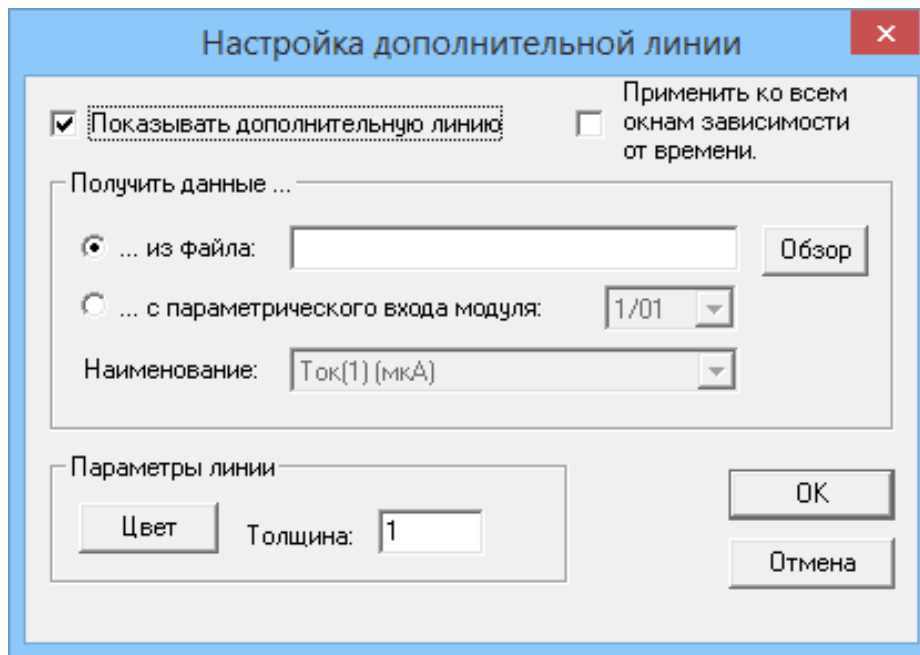 Настройка дополнительной линии
Показывать дополнительную линию
Применить ко всем
окнам зависимости
от времени.
Получить данные ...
... из файла:
Обзор
... с параметрического входа модуля:
1/01
Наименование:
Ток(1) (мкА)
Параметры линии
Цвет
Толщина:
1
OK
Отмена